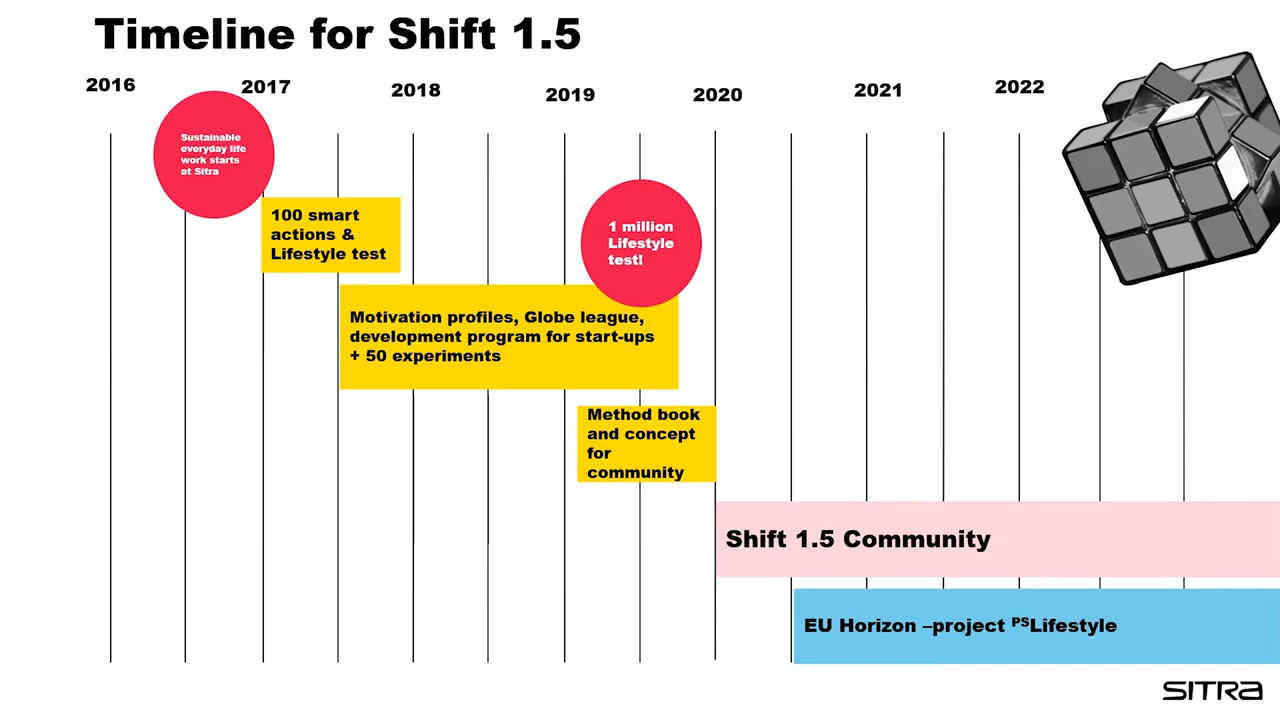 Timeline for Shift 1.5
2016
2017
2018
2019
2020
2021
2022
Sustainable
everyday life
work starts
at Sitra
100 smart
actions &
Lifestyle test
1 million
Lifestyle
test!
Motivation profiles, Globe league,
development program for start-ups
+ 50 experiments
Method book
and concept
for
community
Shift 1.5 Community
EU Horizon –project PSLifestyle
SITRA